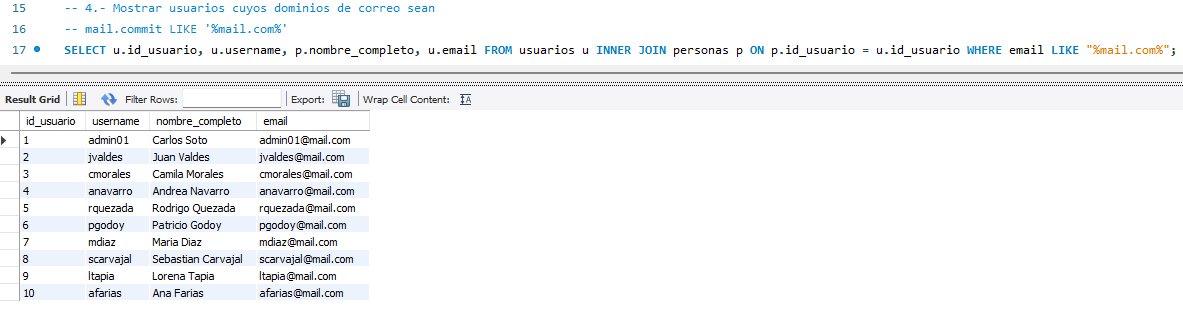 15 -- 4.- Mostrar usuarios cuyos dominios de correo sean
16 -- mail.commit LIKE '%mail.com%'
17 SELECT u.id_usuario, u.username, p.nombre_completo, u.email FROM usuarios u INNER JOIN personas p ON p.id_usuario = u.id_usuario WHERE email LIKE "%mail.com%";
Result Grid Filter Rows: Export: Wrap Cell Content:
id_usuario username nombre_completo email
1 admin01 Carlos Soto admin01@mail.com
2 jvaldes Juan Valdes jvaldes@mail.com
3 cmorales Camila Morales cmorales@mail.com
4 anavarro Andrea Navarro anavarro@mail.com
5 rquezada Rodrigo Quezada rquezada@mail.com
6 pgodoy Patricio Godoy pgodoy@mail.com
7 mdiaz Maria Diaz mdiaz@mail.com
8 scarvajal Sebastian Carvajal scarvajal@mail.com
9 ltapia Lorena Tapia ltapia@mail.com
10 afarias Ana Farias afarias@mail.com